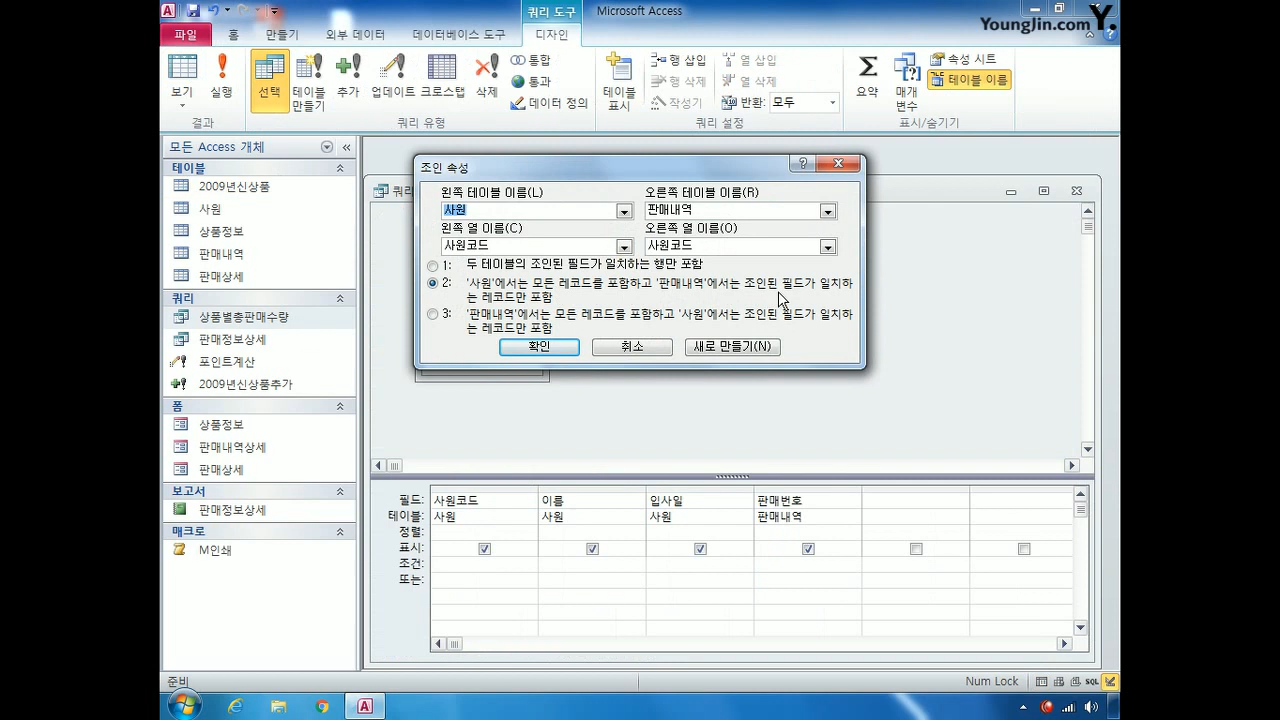 쿼리 도구
Microsoft Access
YoungJin.com Y.
파일
홈
만들기
외부 데이터
데이터베이스 도구
디자인
보기
실행
선택
테이블
만들기
추가
업데이트
크로스탭
삭제
통합
통과
데이터 정의
테이블
표시
행 삽입
행 삭제
작성기
열 삽입
열 삭제
반환: 모두
요약
매개
변수
속성 시트
테이블 이름
결과
쿼리 유형
쿼리 설정
표시/숨기기
모든 Access 개체
테이블
2009년신상품
사원
상품정보
판매내역
판매상세
쿼리
상품별총판매수량
판매정보상세
포인트계산
2009년신상품추가
폼
상품정보
판매내역상세
판매상세
보고서
판매정보상세
매크로
M인쇄
쿼리
조인 속성
왼쪽 테이블 이름(L)
오른쪽 테이블 이름(R)
사원
판매내역
왼쪽 열 이름(C)
오른쪽 열 이름(O)
사원코드
사원코드
1: 두 테이블의 조인된 필드가 일치하는 행만 포함
2: '사원'에서는 모든 레코드를 포함하고 '판매내역'에서는 조인된 필드가 일치하
는 레코드만 포함
3: '판매내역'에서는 모든 레코드를 포함하고 '사원'에서는 조인된 필드가 일치하
는 레코드만 포함
확인
취소
새로 만들기(N)
필드: 사원코드 이름 입사일 판매번호
테이블: 사원 사원 사원 판매내역
정렬:
표시:
조건:
또는:
준비
Num Lock
SQL